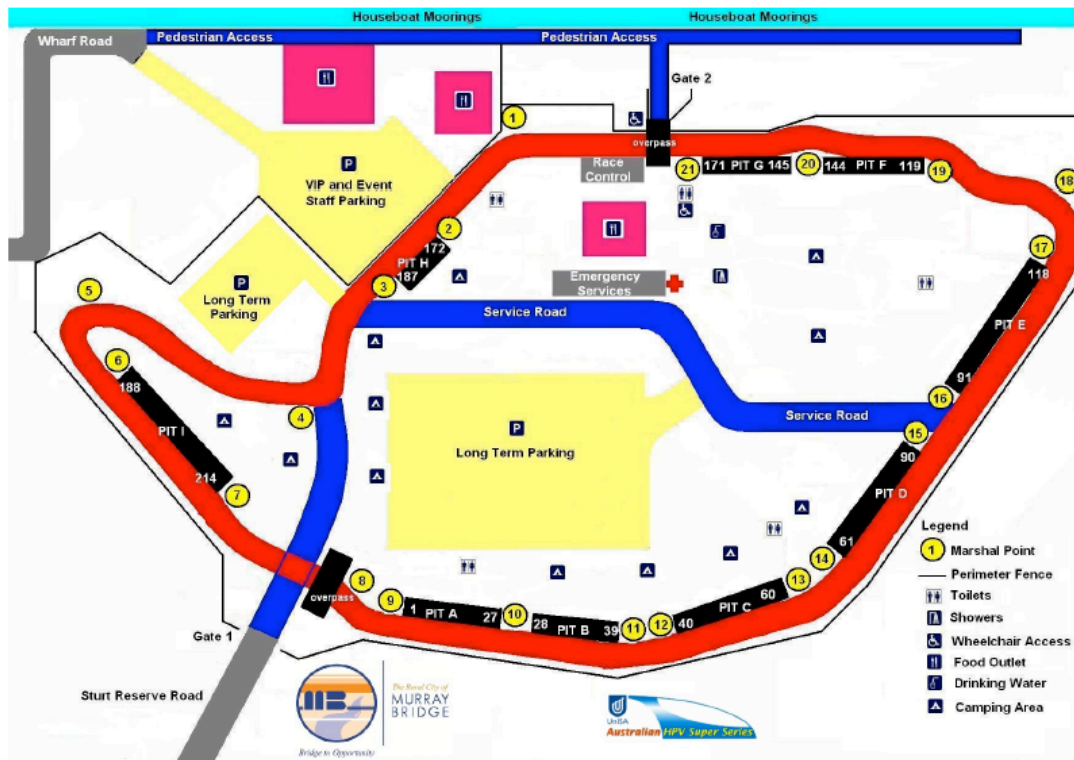 Houseboat Moorings
Houseboat Moorings
Wharf Road
Pedestrian Access
Pedestrian Access
Gate 2
1
overpass
Race
Control
21
171 PIT G 145
20
144 PIT F 119
19
18
P
VIP and Event
Staff Parking
2
172
PIT H
187
3
17
118
PIT E
91
16
Emergency
Services
P
Long Term
Parking
Service Road
5
6
188
PIT I
214
7
4
P
Long Term Parking
Service Road
15
90
PIT D
61
14
13
8
9
overpass
1 PIT A 27
10
28 PIT B 39
11
12
40 PIT C 60
Gate 1
Sturt Reserve Road
Legend
1 Marshal Point
Perimeter Fence
Toilets
Showers
Wheelchair Access
Food Outlet
Drinking Water
Camping Area
The Rural City of
MURRAY
BRIDGE
Bridge to Opportunity
UniSA
Australian HPV Super Series